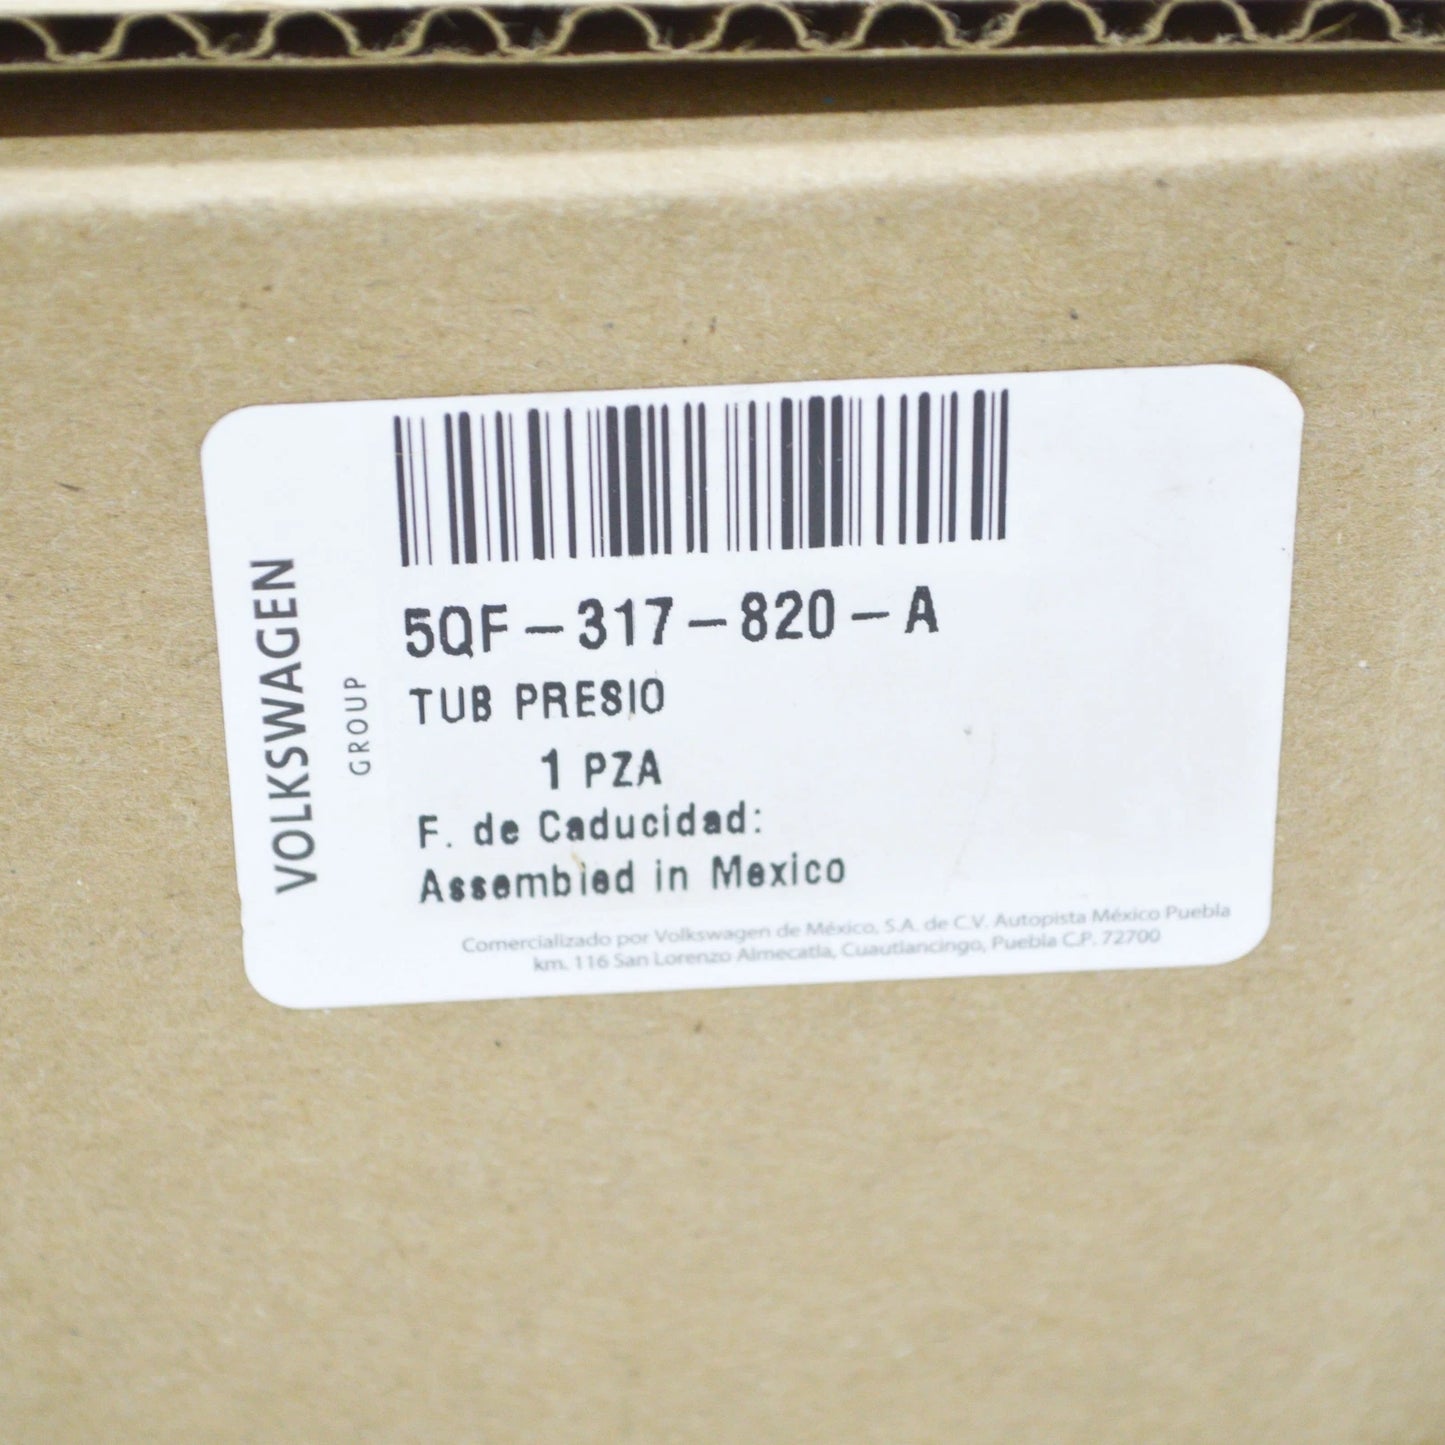 VOLKSWAGEN
GROUP
5QF-317-820-A
TUB PRESIO
1 PZA
F. de Caducidad:
Assembled in Mexico
Comercializado por Volkswagen de México, S.A. de C.V. Autopista México Puebla
km. 116 San Lorenzo Almecatla, Cuautlancingo, Puebla C.P. 72700